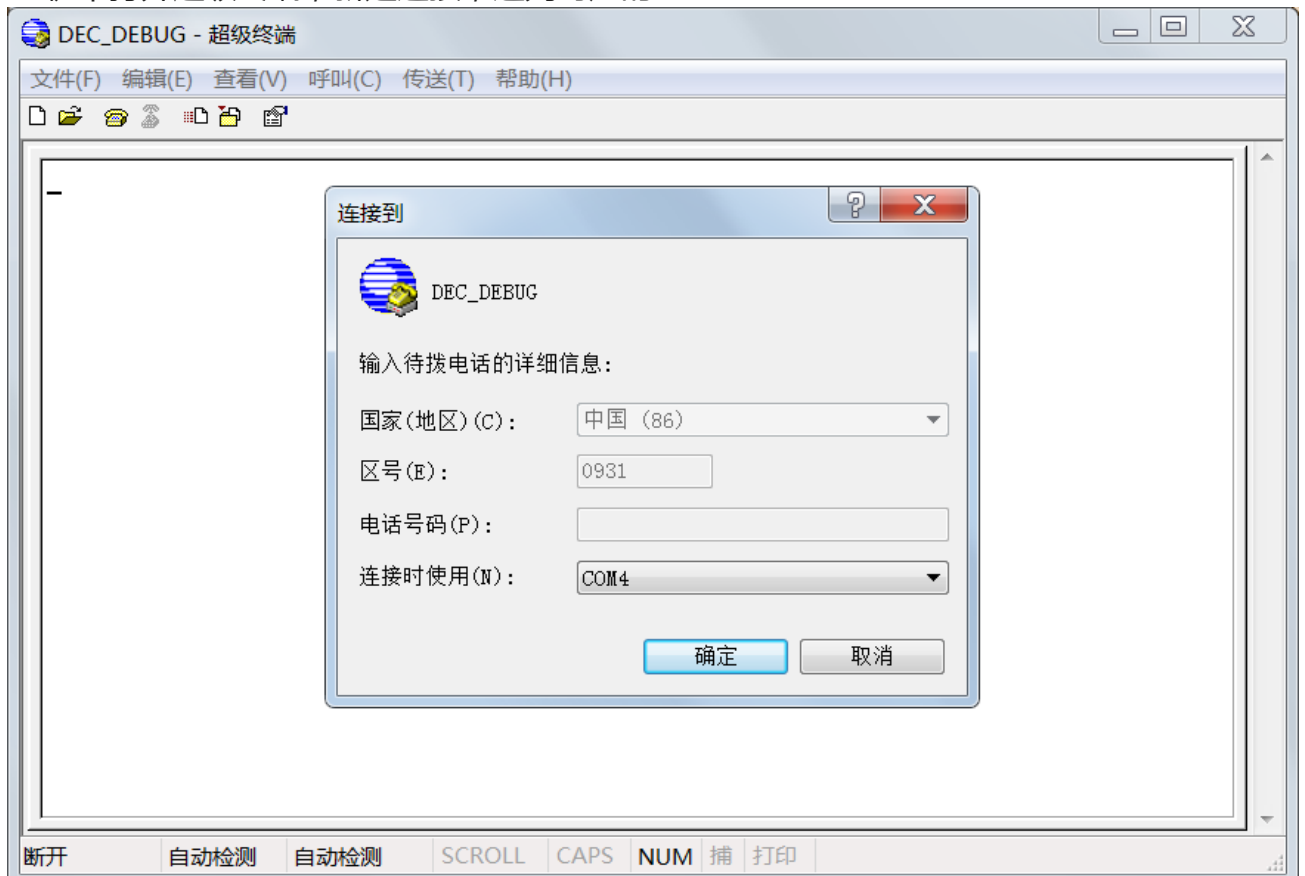 DEC_DEBUG - 超级终端
文件(F) 编辑(E) 查看(V) 呼叫(C) 传送(T) 帮助(H)
连接到
DEC_DEBUG
输入待拨电话的详细信息:
国家(地区)(C): 中国 (86)
区号(E): 0931
电话号码(P):
连接时使用(N): COM4
确定 取消
断开 自动检测 自动检测 SCROLL CAPS NUM 捕 打印